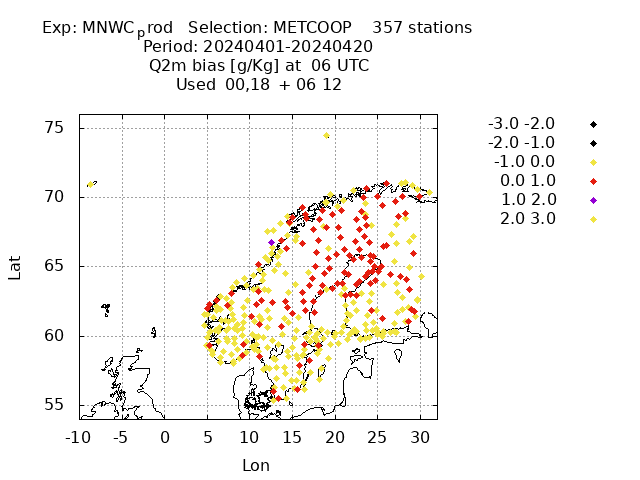 Exp: MNWCprod Selection: METCOOP 357 stations
Period: 20240401-20240420
Q2m bias [g/Kg] at 06 UTC
Used 00,18 + 06 12
75
70
65
60
55
Lat
-10 -5 0 5 10 15 20 25 30
Lon
-3.0 -2.0
-2.0 -1.0
-1.0 0.0
0.0 1.0
1.0 2.0
2.0 3.0